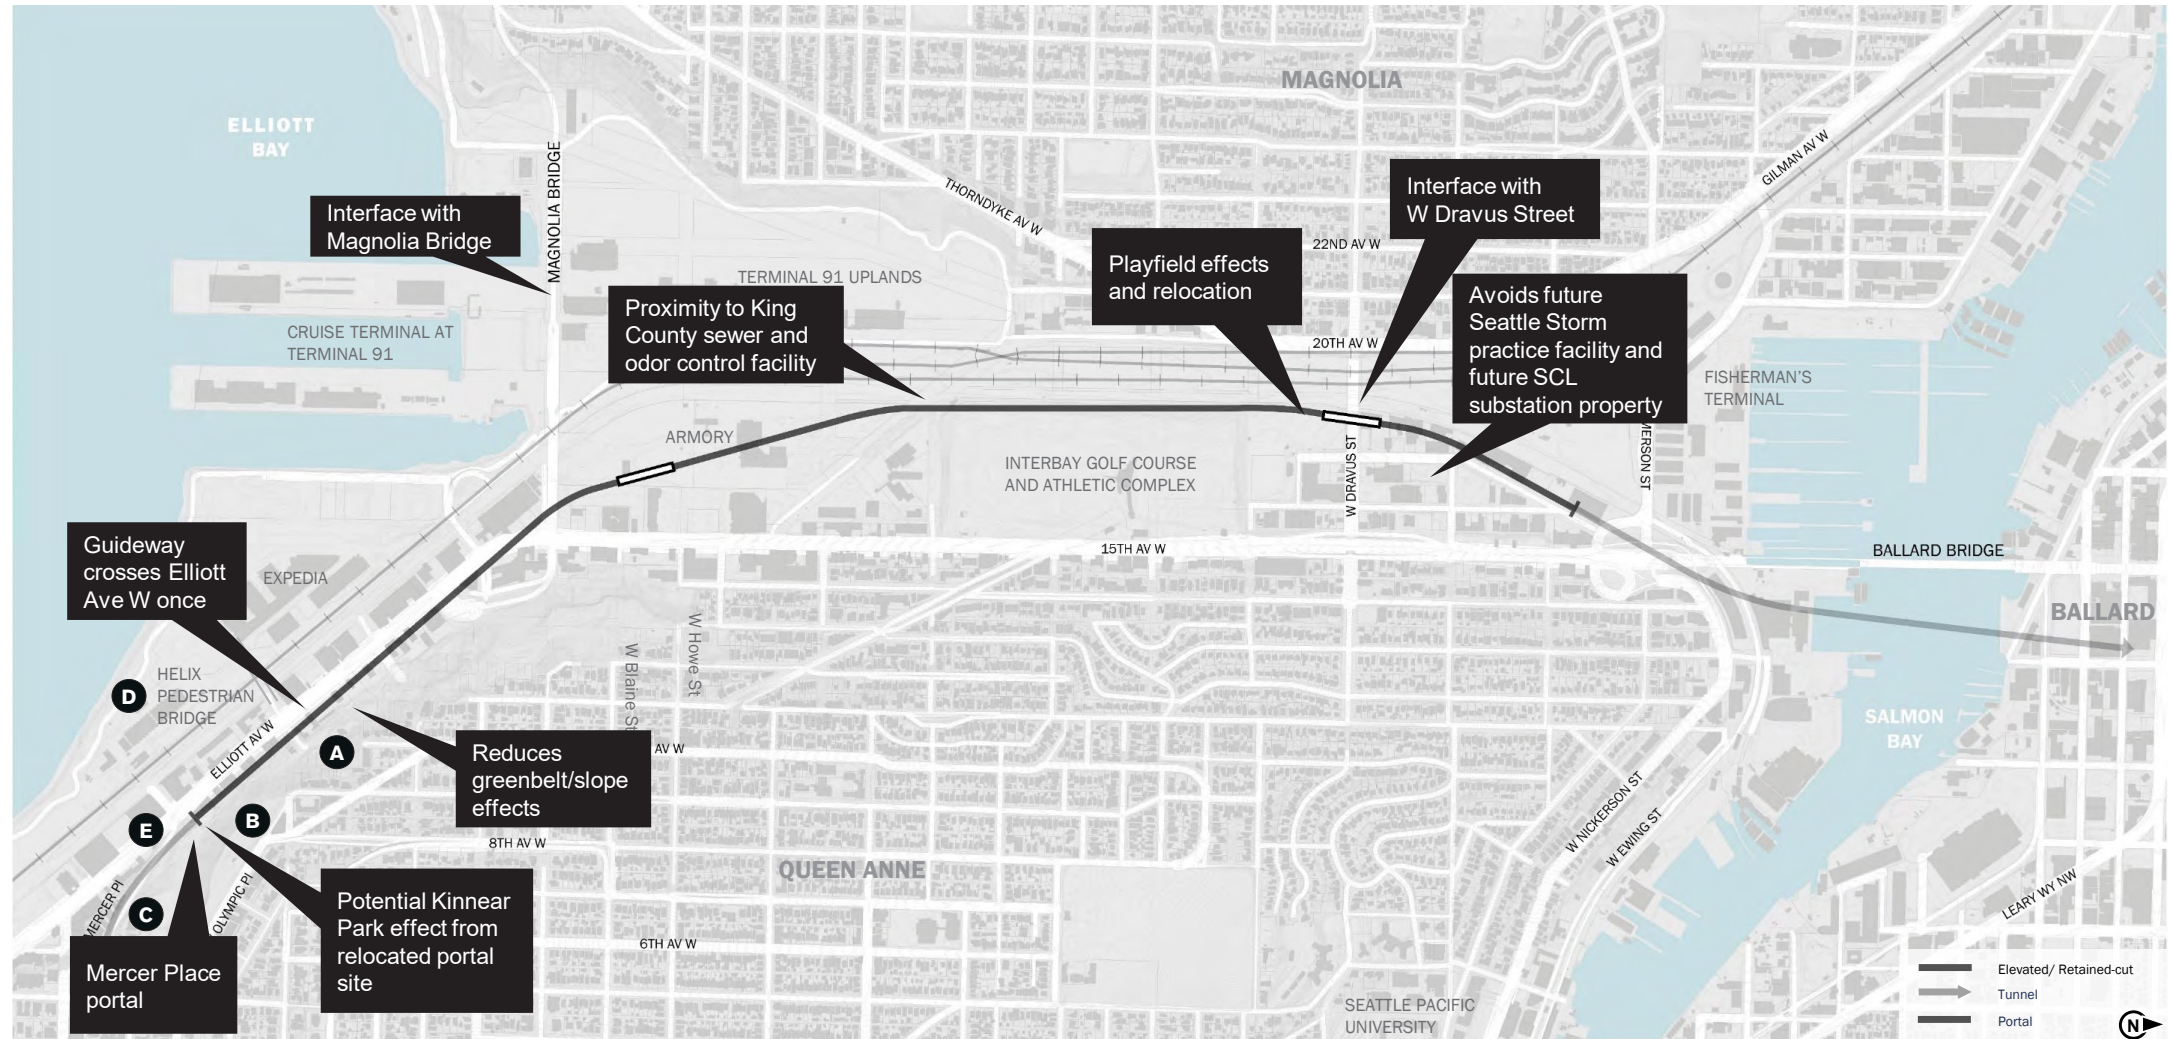 MAGNOLIA
ELLIOTT
BAY
MAGNOLIA BRIDGE
GILMAN AV W
THORNDYKE AV W
Interface with
W Dravus Street
Interface with
Magnolia Bridge
22ND AV W
Playfield effects
and relocation
TERMINAL 91 UPLANDS
Proximity to King
County sewer and
odor control facility
Avoids future
Seattle Storm
practice facility and
future SCL
substation property
CRUISE TERMINAL AT
TERMINAL 91
20TH AV W
FISHERMAN'S
TERMINAL
ARMORY
INTERBAY GOLF COURSE
AND ATHLETIC COMPLEX
W DRAVUS ST
MERSON ST
Guideway
crosses Elliott
Ave W once
EXPEDIA
15TH AV W
BALLARD BRIDGE
BALLARD
W Howe St
W Blaine St
D
HELIX
PEDESTRIAN
BRIDGE
ELLIOTT AV W
A
Reduces
greenbelt/slope
effects
AV W
SALMON
BAY
E
B
8TH AV W
QUEEN ANNE
W NICKERSON ST
W EWING ST
MERCER Pl
C
OLYMPIC Pl
Potential Kinnear
Park effect from
relocated portal
site
6TH AV W
LEARY WY NW
Mercer Place
portal
SEATTLE PACIFIC
UNIVERSITY
Elevated/ Retained-cut
Tunnel
Portal
N